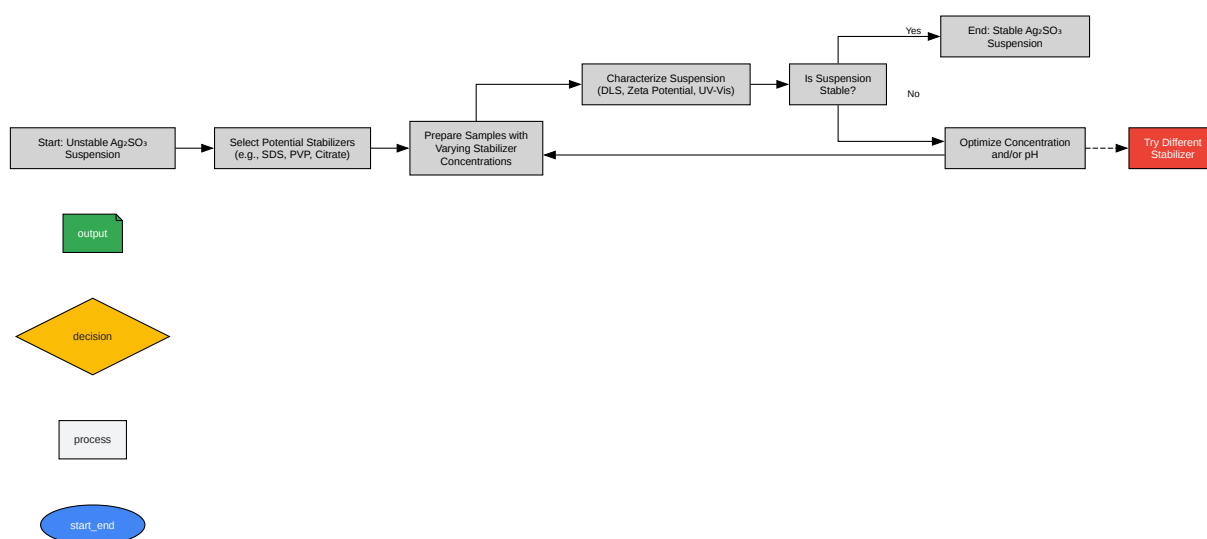 Start: Unstable Ag₂SO₃
Suspension
Select Potential Stabilizers
(e.g., SDS, PVP, Citrate)
Prepare Samples with
Varying Stabilizer
Concentrations
Characterize Suspension
(DLS, Zeta Potential, UV-Vis)
Is Suspension
Stable?
Yes
End: Stable Ag₂SO₃
Suspension
No
Optimize Concentration
and/or pH
Try Different
Stabilizer
output
decision
process
start_end